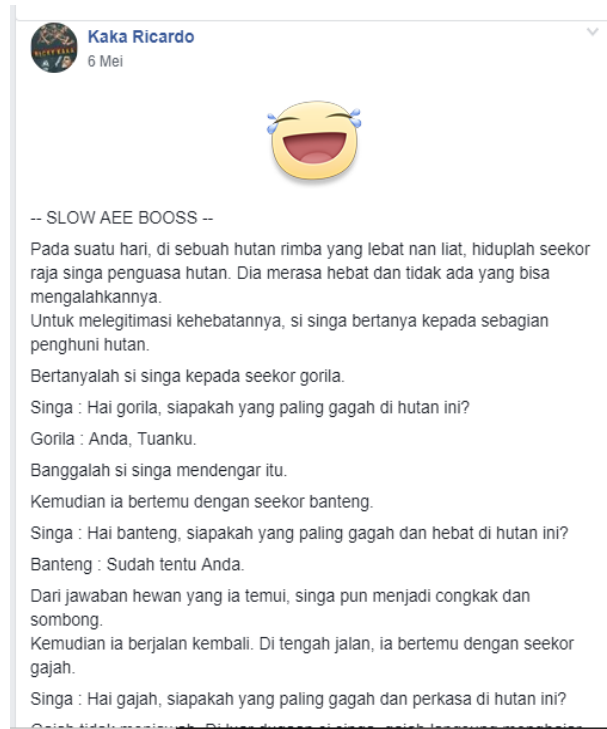 Kaka Ricardo
6 Mei
-- SLOW AEE BOOSS --
Pada suatu hari, di sebuah hutan rimba yang lebat nan liat, hiduplah seekor
raja singa penguasa hutan. Dia merasa hebat dan tidak ada yang bisa
mengalahkannya.
Untuk melegitimasi kehebatannya, si singa bertanya kepada sebagian
penghuni hutan.
Bertanyalah si singa kepada seekor gorila.
Singa : Hai gorila, siapakah yang paling gagah di hutan ini?
Gorila : Anda, Tuanku.
Banggalah si singa mendengar itu.
Kemudian ia bertemu dengan seekor banteng.
Singa : Hai banteng, siapakah yang paling gagah dan hebat di hutan ini?
Banteng : Sudah tentu Anda.
Dari jawaban hewan yang ia temui, singa pun menjadi congkak dan
sombong.
Kemudian ia berjalan kembali. Di tengah jalan, ia bertemu dengan seekor
gajah.
Singa : Hai gajah, siapakah yang paling gagah dan perkasa di hutan ini?